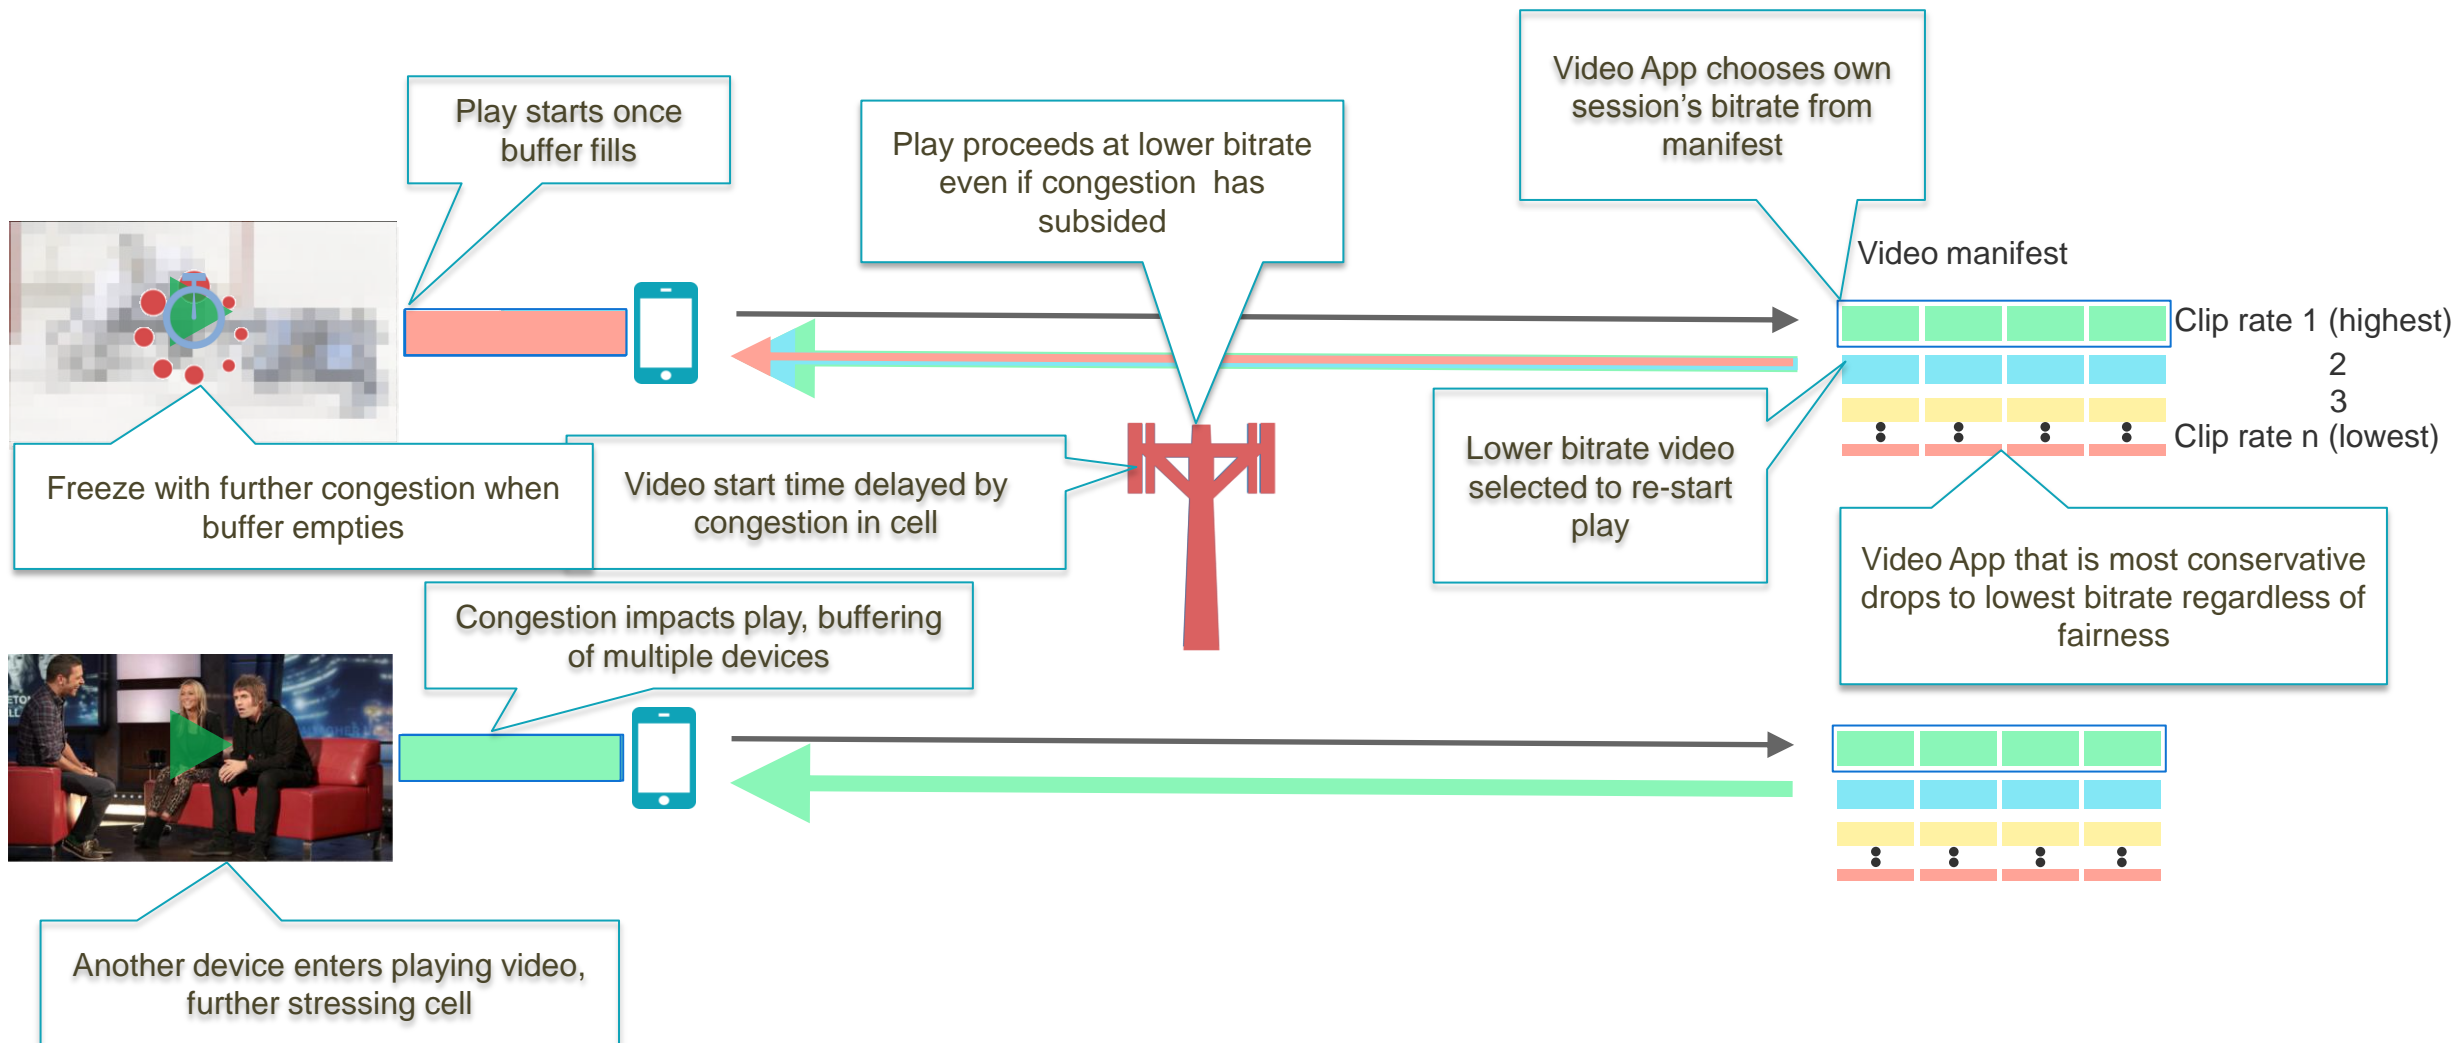 Video App chooses own
session’s bitrate from
manifest
Play starts once
buffer fills
Play proceeds at lower bitrate
even if congestion has
subsided
Video manifest
Clip rate 1 (highest)
2
3
Clip rate n (lowest)
Lower bitrate video
selected to re-start
play
Freeze with further congestion when
buffer empties
Video start time delayed by
congestion in cell
Video App that is most conservative
drops to lowest bitrate regardless of
fairness
Congestion impacts play, buffering
of multiple devices
Another device enters playing video,
further stressing cell